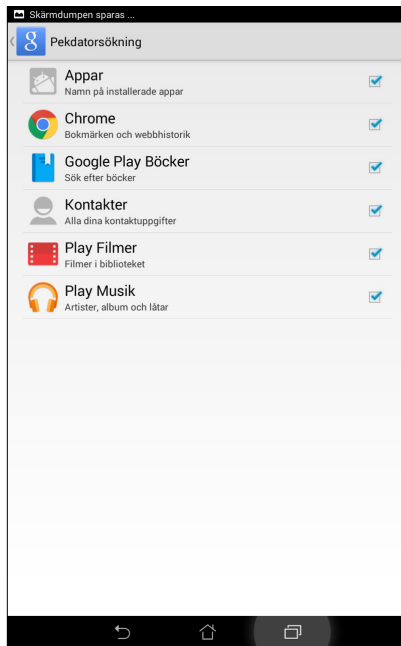 Skärmdumpen sparas ...
Pekdatorsökning
Appar
Namn på installerade appar
Chrome
Bokmärken och webbhistorik
Google Play Böcker
Sök efter böcker
Kontakter
Alla dina kontaktuppgifter
Play Filmer
Filmer i biblioteket
Play Musik
Artister, album och låtar